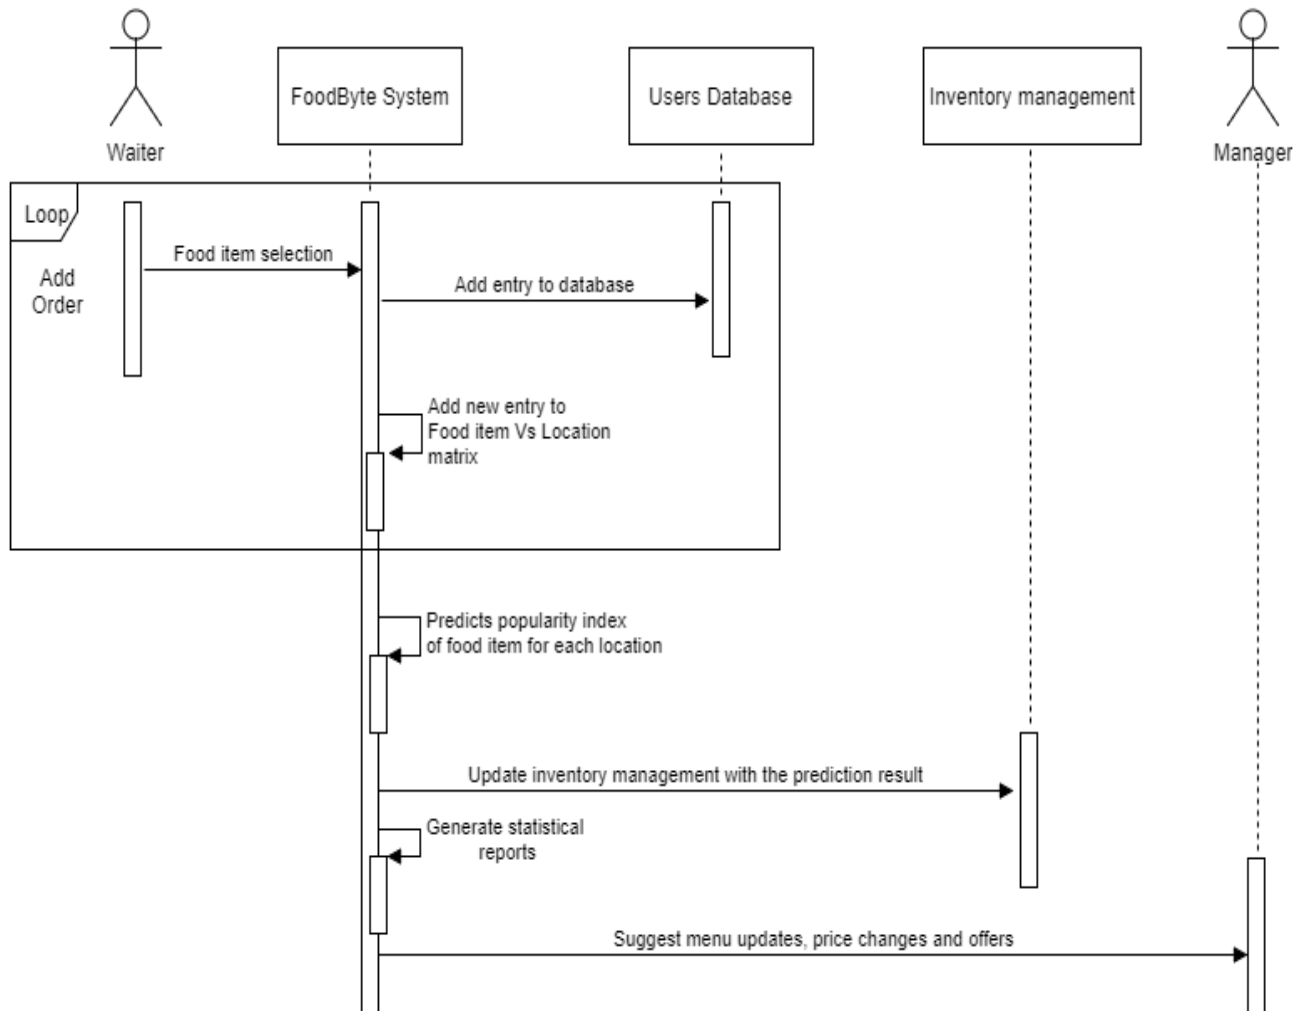 Waiter
FoodByte System
Users Database
Inventory management
Manager
Loop
Add
Order
Food item selection
Add entry to database
Add new entry to
Food item Vs Location
matrix
Predicts popularity index
of food item for each location
Update inventory management with the prediction result
Generate statistical
reports
Suggest menu updates, price changes and offers